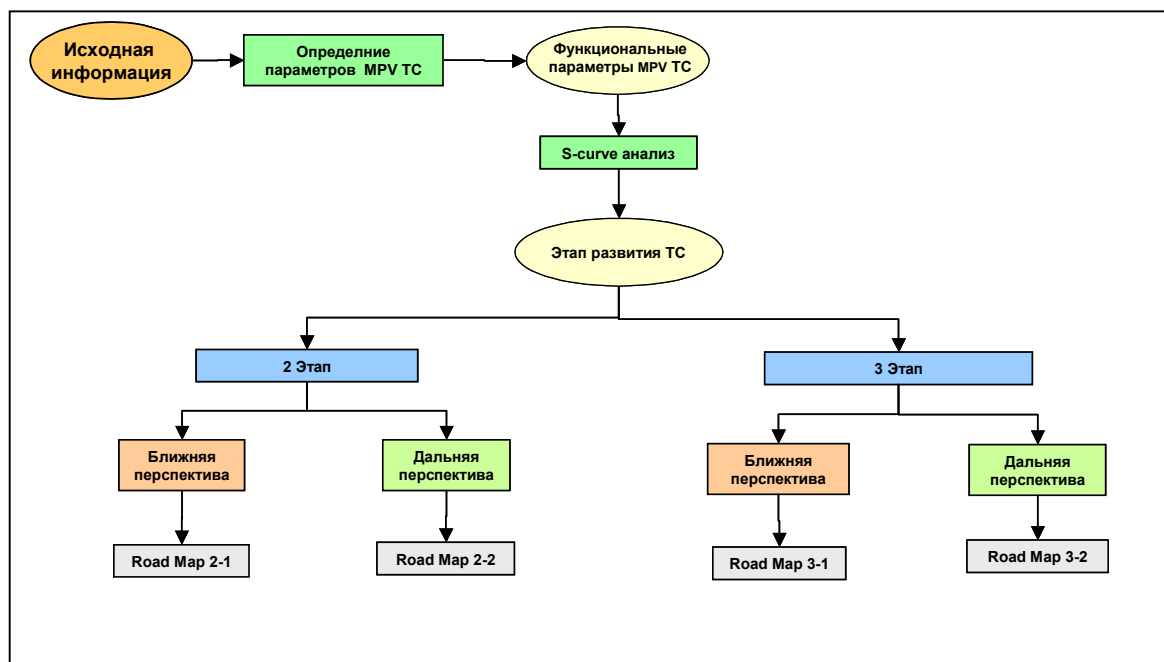 Исходная
информация
Определние
параметров MPV ТС
Функциональные
параметры MPV ТС
S-curve анализ
Этап развития ТС
2 Этап
3 Этап
Ближняя
перспектива
Дальняя
перспектива
Ближняя
перспектива
Дальняя
перспектива
Road Map 2-1
Road Map 2-2
Road Map 3-1
Road Map 3-2